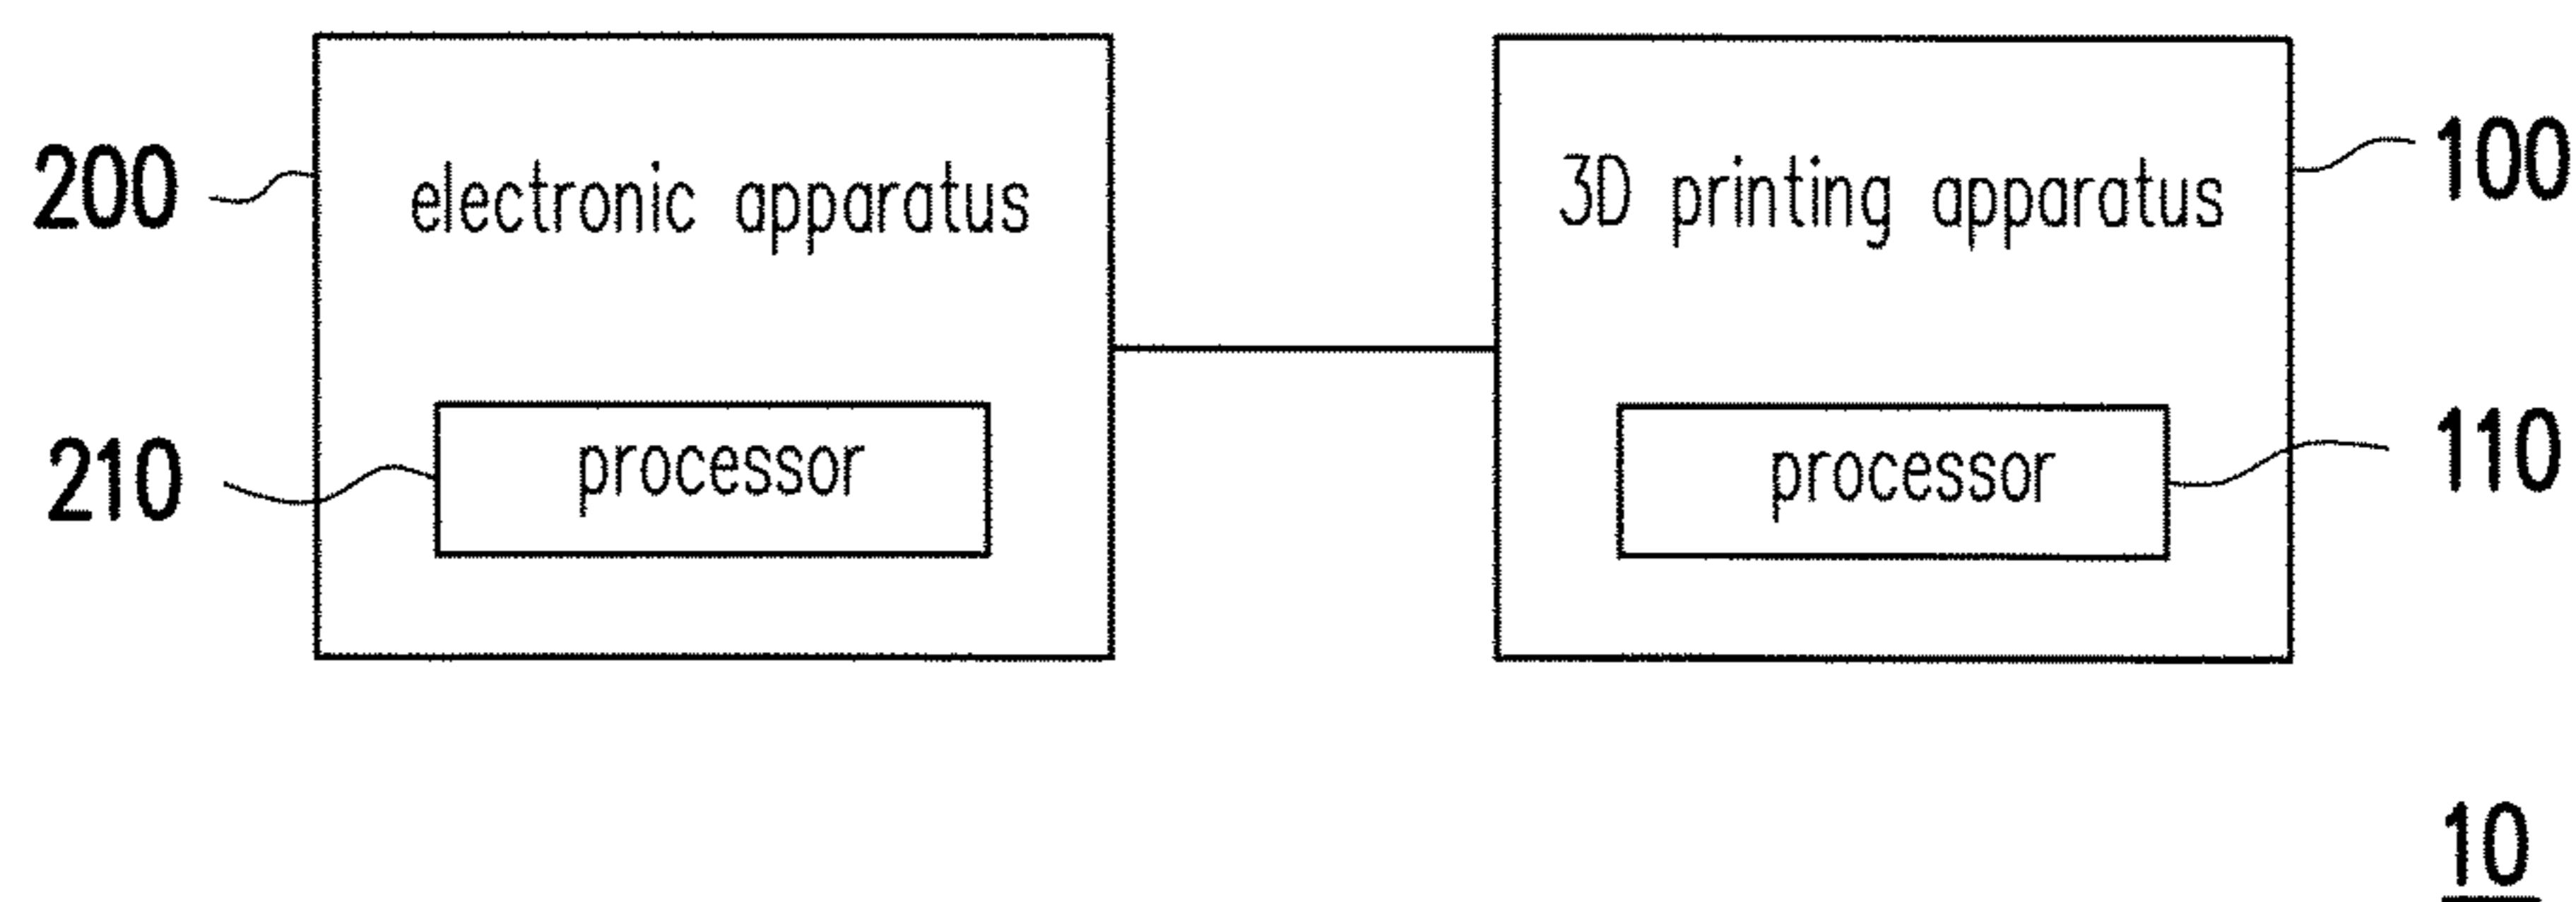 200
electronic apparatus
3D printing apparatus
100
210
processor
processor
110
10